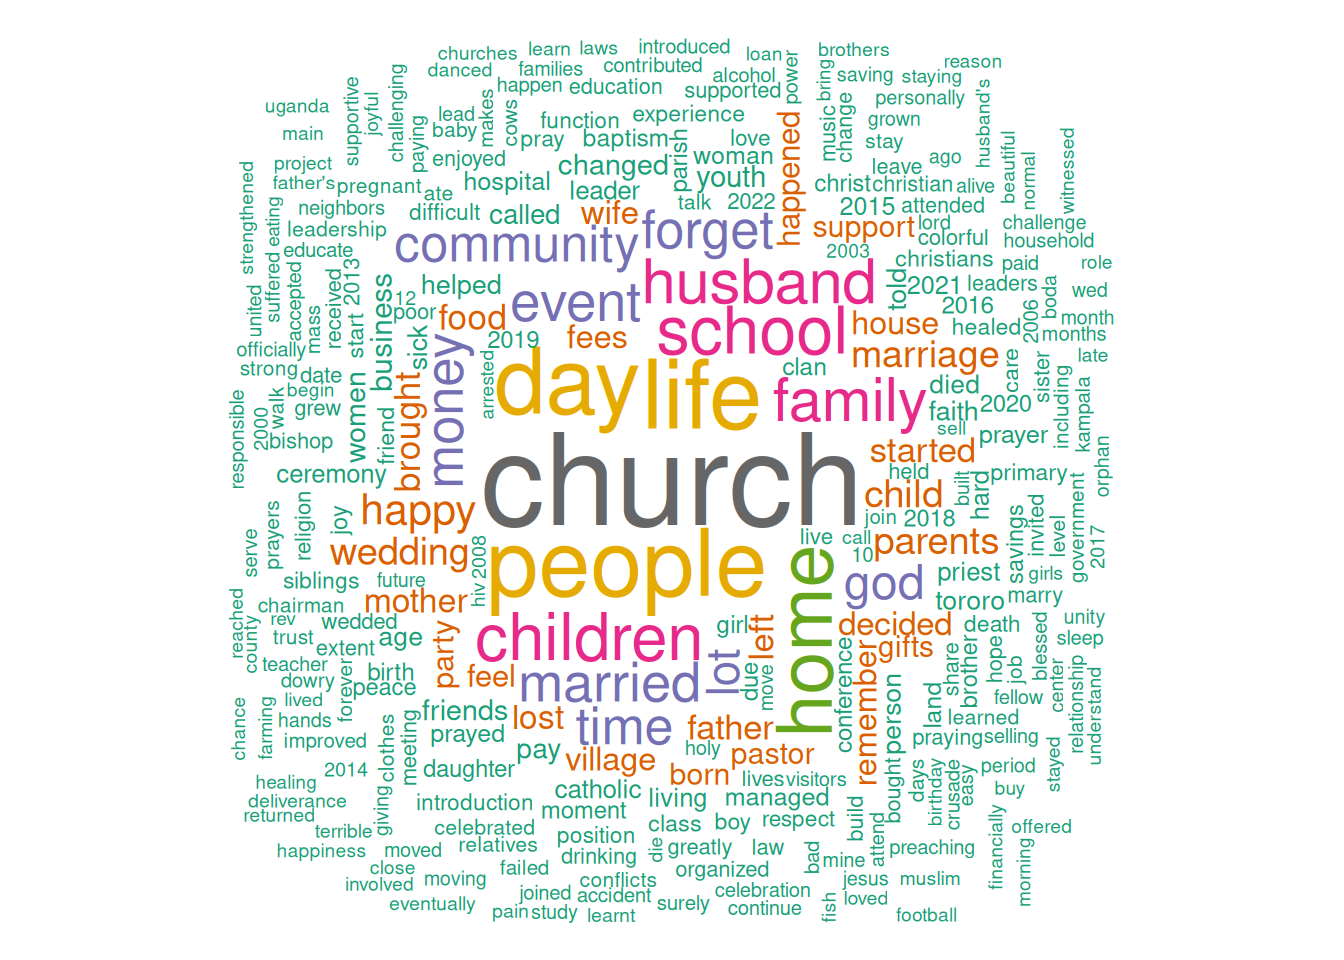 church
people
day
life
home
children
husband
school
family
community
forget
event
money
married
time
lot
god
happened
wife
support
food
fees
house
marriage
brought
happy
wedding
mother
party
feel
lost
village
father
pastor
born
left
remember
gifts
decided
parents
child
started
churches
learn
laws
introduced
loan
brothers
reason
danced
families
contributed
alcohol
power
bring
saving
staying
happen
education
supported
personally
uganda
supportive
joyful
challenging
lead
makes
cows
function
experience
music
change
grown
husband's
main
paying
baby
pray
baptism
parish
love
stay
beautiful
normal
witnessed
project
enjoyed
changed
woman
leave
ago
father's
pregnant
ate
hospital
leader
youth
christ
christian
alive
strengthened
eating
neighbors
difficult
called
talk
2022
2015
attended
leadership
lord
challenge
educate
colorful
household
2003
christians
suffered
2013
received
helped
told
2021
leaders
paid
role
united
accepted
mass
start
business
12
poor
sick
2016
2006
boda
wed
month
healed
months
officially
2019
arrested
clan
late
strong
date
women
died
care
sister
including
kampala
begin
grew
friend
faith
2020
responsible
2000
walk
bishop
sell
prayer
orphan
ceremony
held
built
hard
primary
prayers
religion
joy
join
2018
savings
invited
level
government
2017
serve
live
call
10
siblings
future
hiv
2008
priest
girls
chairman
tororo
marry
reached
county
rev
wedded
age
girl
death
unity
trust
extent
sleep
teacher
birth
due
move
conference
person
land
share
brother
hope
job
blessed
center
relationship
understand
dowry
forever
peace
lived
friends
fellow
chance
farming
hands
learned
improved
clothes
meeting
prayed
pay
holy
praying
selling
stayed
2014
daughter
lives
visitors
period
healing
catholic
bought
days
birthday
crusade
easy
buy
deliverance
giving
introduction
moment
living
managed
build
returned
terrible
celebrated
position
class
boy
respect
attend
financially
offered
morning
happiness
moved
relatives
drinking
die
greatly
law
bad
mine
preaching
close
failed
organized
involved
moving
conflicts
jesus
muslim
joined
accident
celebration
loved
eventually
pain
study
learnt
surely
continue
fish
football